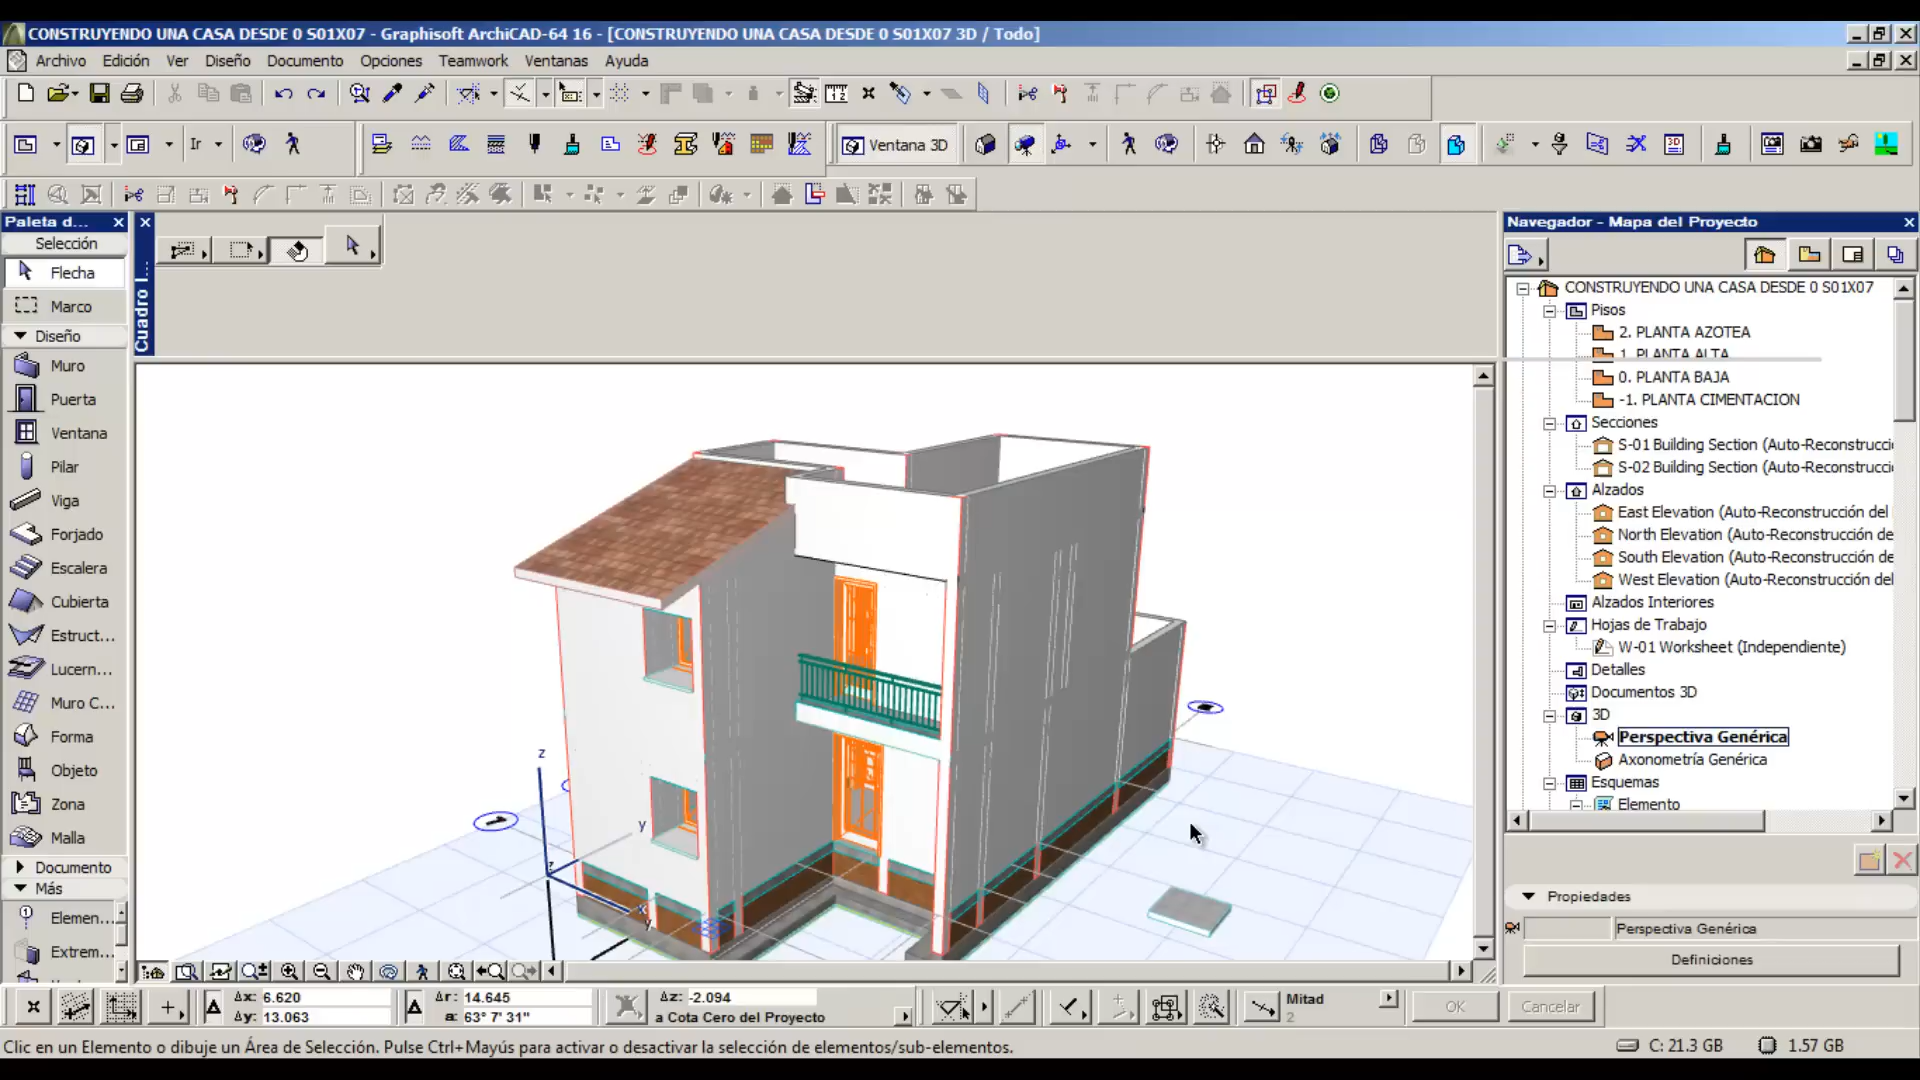 CONSTRUYENDO UNA CASA DESDE 0 S01X07 - Graphisoft ArchiCAD-64 16 - [CONSTRUYENDO UNA CASA DESDE 0 S01X07 3D / Todo]
Archivo Edición Ver Diseño Documento Opciones Teamwork Ventanas Ayuda
Ir
Ventana 3D
Paleta d...
Selección
Flecha
Marco
Diseño
Muro
Puerta
Ventana
Pilar
Viga
Forjado
Escalera
Cubierta
Estruct...
Lucern...
Muro C...
Forma
Objeto
Zona
Malla
Documento
Más
Elemen...
Extrem...
Cuadro I...
z
y
x
y
Navegador - Mapa del Proyecto
CONSTRUYENDO UNA CASA DESDE 0 S01X07
Pisos
2. PLANTA AZOTEA
1. PLANTA ALTA
0. PLANTA BAJA
-1. PLANTA CIMENTACION
Secciones
S-01 Building Section (Auto-Reconstrucci
S-02 Building Section (Auto-Reconstrucci
Alzados
East Elevation (Auto-Reconstrucción del
North Elevation (Auto-Reconstrucción de
South Elevation (Auto-Reconstrucción de
West Elevation (Auto-Reconstrucción del
Alzados Interiores
Hojas de Trabajo
W-01 Worksheet (Independiente)
Detalles
Documentos 3D
3D
Perspectiva Genérica
Axonometría Genérica
Esquemas
Elemento
Propiedades
Perspectiva Genérica
Definiciones
Δx: 6.620
Δy: 13.063
Δr: 14.645
a: 63° 7' 31"
Δz: -2.094
a Cota Cero del Proyecto
Mitad
2
OK
Cancelar
Clic en un Elemento o dibuje un Área de Selección. Pulse Ctrl+Mayús para activar o desactivar la selección de elementos/sub-elementos.
C: 21.3 GB
1.57 GB